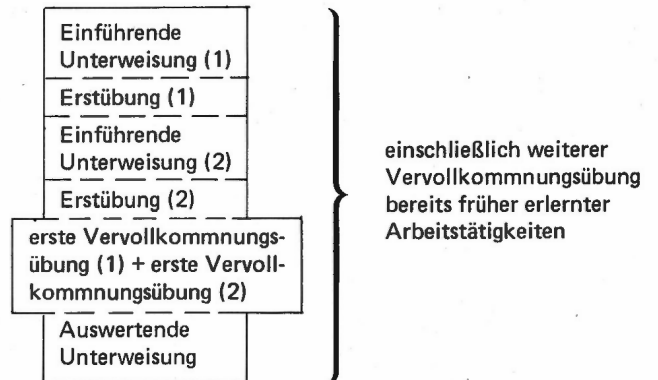 Einführende
Unterweisung (1)
Erstübung (1)
Einführende
Unterweisung (2)
Erstübung (2)
erste Vervollkommnungs-
übung (1) + erste Vervoll-
kommnungsübung (2)
Auswertende
Unterweisung
einschließlich weiterer
Vervollkommnungsübung
bereits früher erlernter
Arbeitstätigkeiten